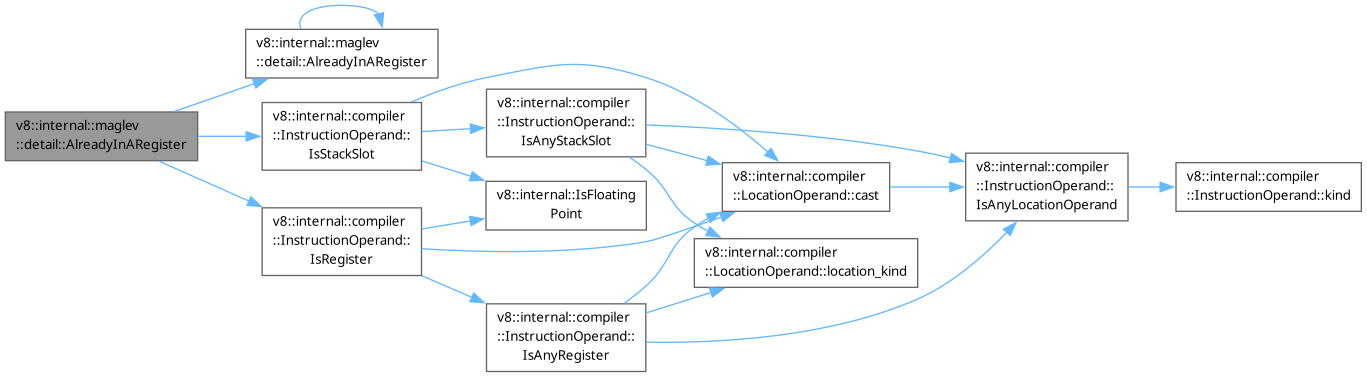 v8::internal::maglev
::detail::AlreadyInARegister
v8::internal::maglev
::detail::AlreadyInARegister
v8::internal::compiler
::InstructionOperand::
IsStackSlot
v8::internal::compiler
::InstructionOperand::
IsRegister
v8::internal::compiler
::InstructionOperand::
IsAnyStackSlot
v8::internal::IsFloating
Point
v8::internal::compiler
::InstructionOperand::
IsAnyRegister
v8::internal::compiler
::LocationOperand::cast
v8::internal::compiler
::LocationOperand::location_kind
v8::internal::compiler
::InstructionOperand::
IsAnyLocationOperand
v8::internal::compiler
::InstructionOperand::kind